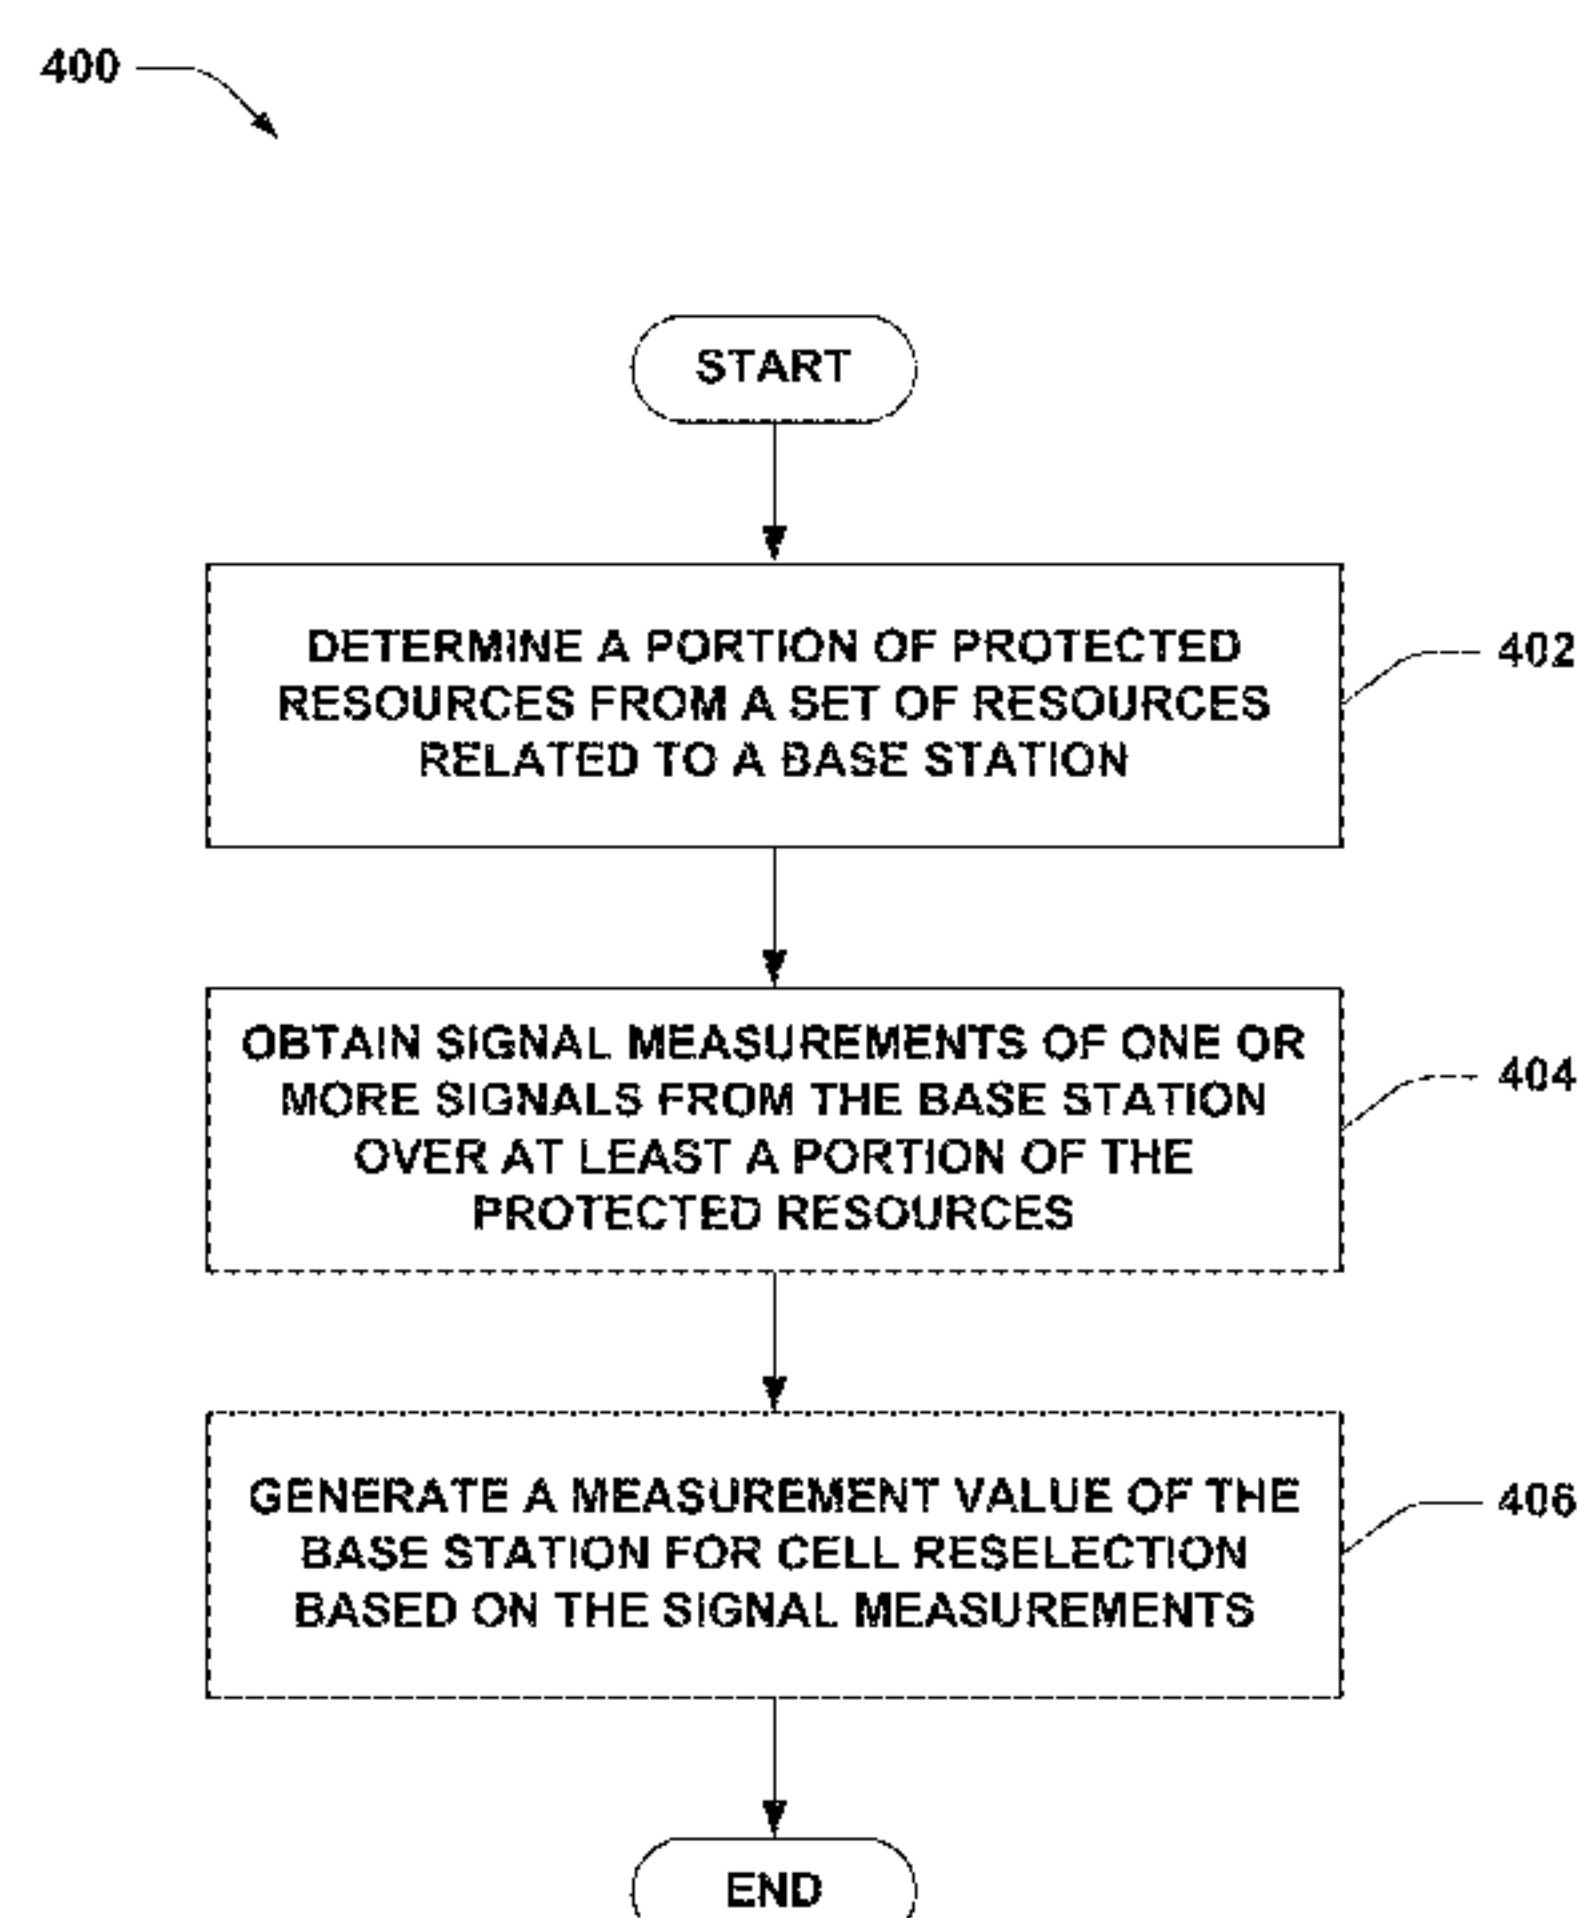 400
START
DETERMINE A PORTION OF PROTECTED
RESOURCES FROM A SET OF RESOURCES
RELATED TO A BASE STATION
402
OBTAIN SIGNAL MEASUREMENTS OF ONE OR
MORE SIGNALS FROM THE BASE STATION
OVER AT LEAST A PORTION OF THE
PROTECTED RESOURCES
404
GENERATE A MEASUREMENT VALUE OF THE
BASE STATION FOR CELL RESELECTION
BASED ON THE SIGNAL MEASUREMENTS
406
END